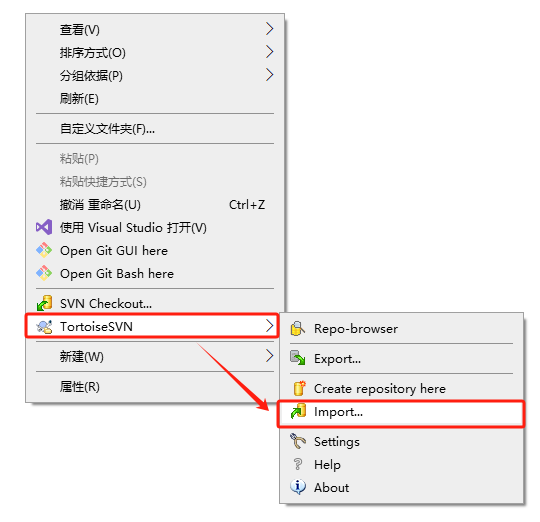 查看(V)
排序方式(O)
分组依据(P)
刷新(E)
自定义文件夹(F)...
粘贴(P)
粘贴快捷方式(S)
撤消 重命名(U) Ctrl+Z
使用 Visual Studio 打开(V)
Open Git GUI here
Open Git Bash here
SVN Checkout...
TortoiseSVN
新建(W)
属性(R)
Repo-browser
Export...
Create repository here
Import...
Settings
Help
About